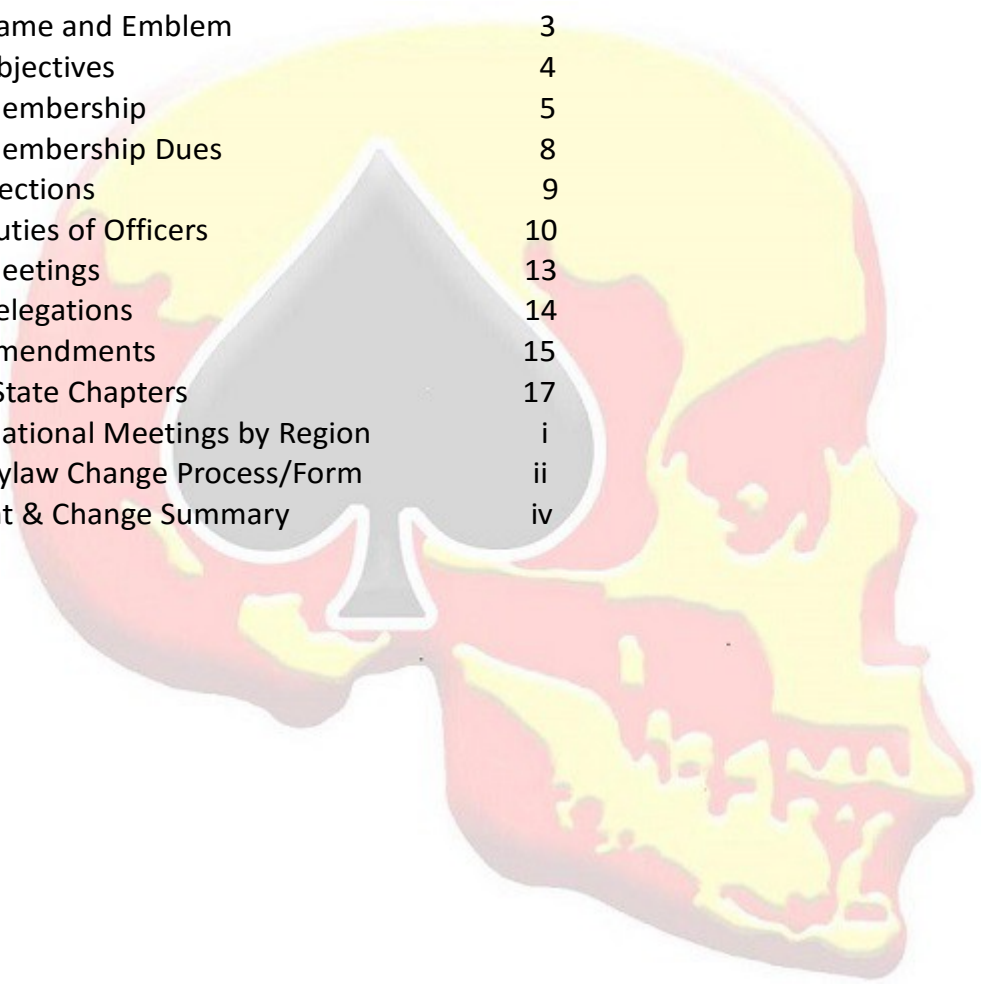 ame and Emblem 3
bjectives 4
embership 5
embership Dues 8
ections 9
uties of Officers 10
eetings 13
elegations 14
mendments 15
State Chapters 17
ational Meetings by Region i
ylaw Change Process/Form ii
t & Change Summary iv